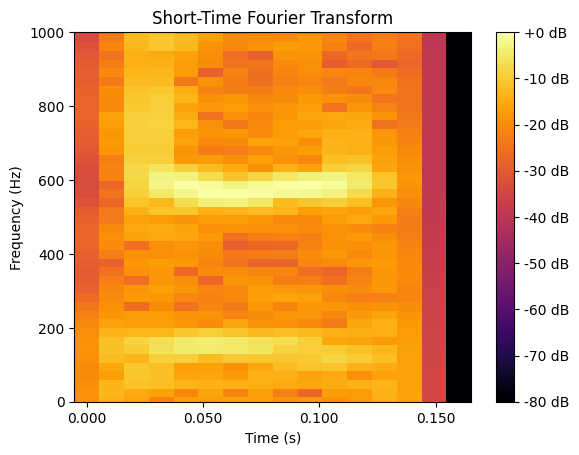 Short-Time Fourier Transform
1000
800
600
400
200
0
Frequency (Hz)
0.000
0.050
0.100
0.150
Time (s)
+0 dB
-10 dB
-20 dB
-30 dB
-40 dB
-50 dB
-60 dB
-70 dB
-80 dB